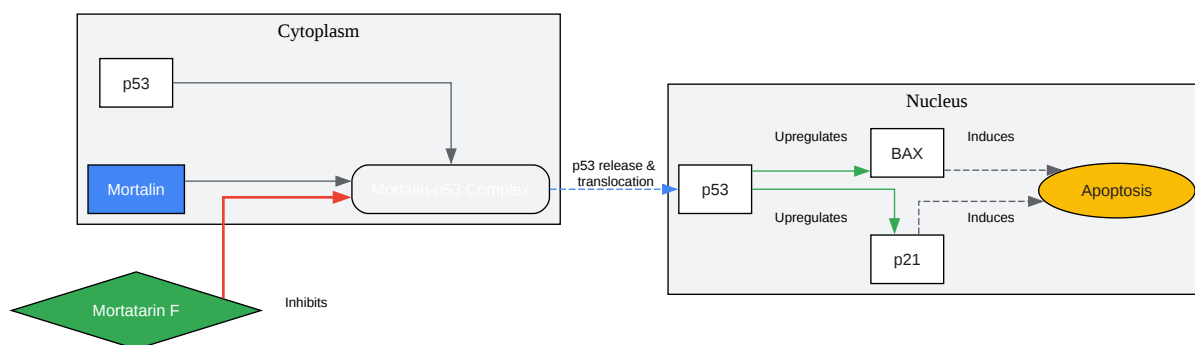 Cytoplasm
p53
Mortalin
Mortalin-p53 Complex
p53 release &
translocation
Mortatarin F
Inhibits
Nucleus
p53
Upregulates
BAX
Induces
Upregulates
p21
Induces
Apoptosis